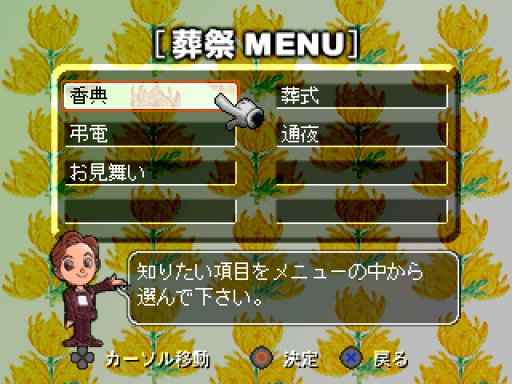 [葬祭 MENU]
香典
葬式
弔電
通夜
お見舞い
知りたい項目をメニューの中から
選んで下さい。
カーソル移動 決定 戻る